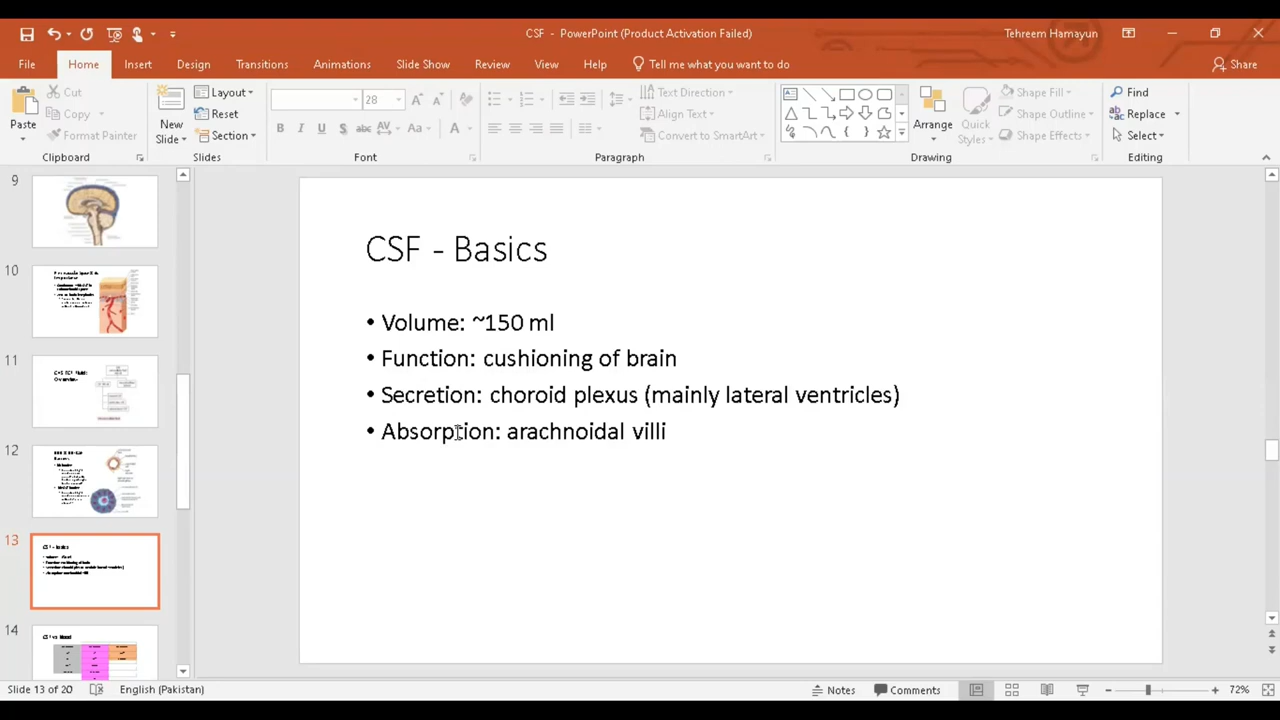 CSF - PowerPoint (Product Activation Failed)
Tehreem Hamayun
File Home Insert Design Transitions Animations Slide Show Review View Help Tell me what you want to do Share
Paste
Cut
Copy
Format Painter
Clipboard
New Slide
Layout
Reset
Section
Slides
28
Font
Text Direction
Align Text
Convert to SmartArt
Paragraph
Arrange
Quick Styles
Shape Fill
Shape Outline
Shape Effects
Drawing
Find
Replace
Select
Editing
9
10
11
12
13
CSF - Basics
14
CSF vs Blood
CSF - Basics
• Volume: ~150 ml
• Function: cushioning of brain
• Secretion: choroid plexus (mainly lateral ventricles)
• Absorption: arachnoidal villi
Slide 13 of 20 English (Pakistan) Notes Comments 72%